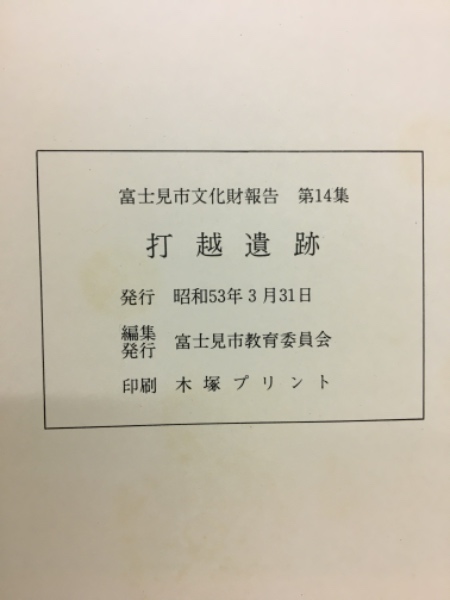 富士見市文化財報告　第14集
打越遺跡
発行　昭和53年3月31日
編集
発行　富士見市教育委員会
印刷　木塚プリント